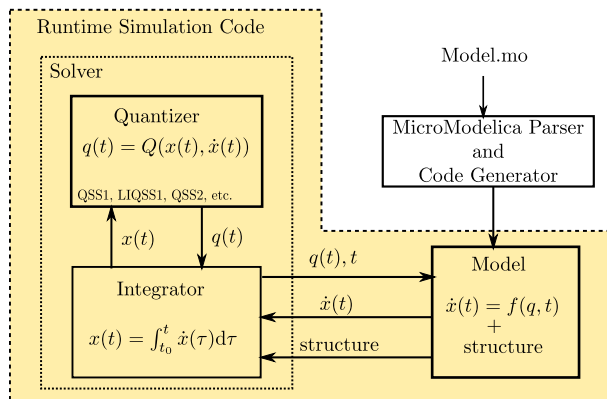 Runtime Simulation Code
Solver
Quantizer
q(t) = Q(x(t), ẋ(t))
QSS1, LIQSS1, QSS2, etc.
x(t)
q(t)
Integrator
x(t) = ∫_{t_0}^{t} ẋ(τ)dτ
q(t), t
ẋ(t)
structure
Model.mo
MicroModelica Parser
and
Code Generator
Model
ẋ(t) = f(q, t)
+
structure